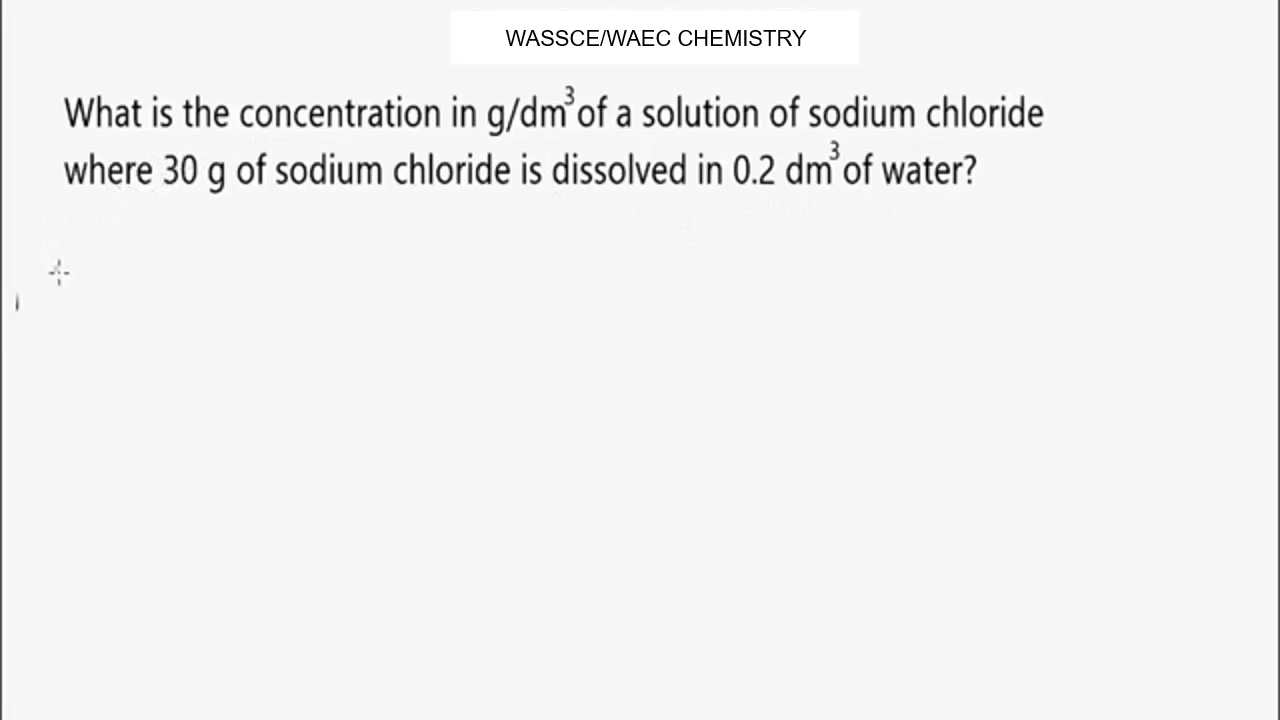 WASSCE/WAEC CHEMISTRY
What is the concentration in g/dm³ of a solution of sodium chloride
where 30 g of sodium chloride is dissolved in 0.2 dm³ of water?